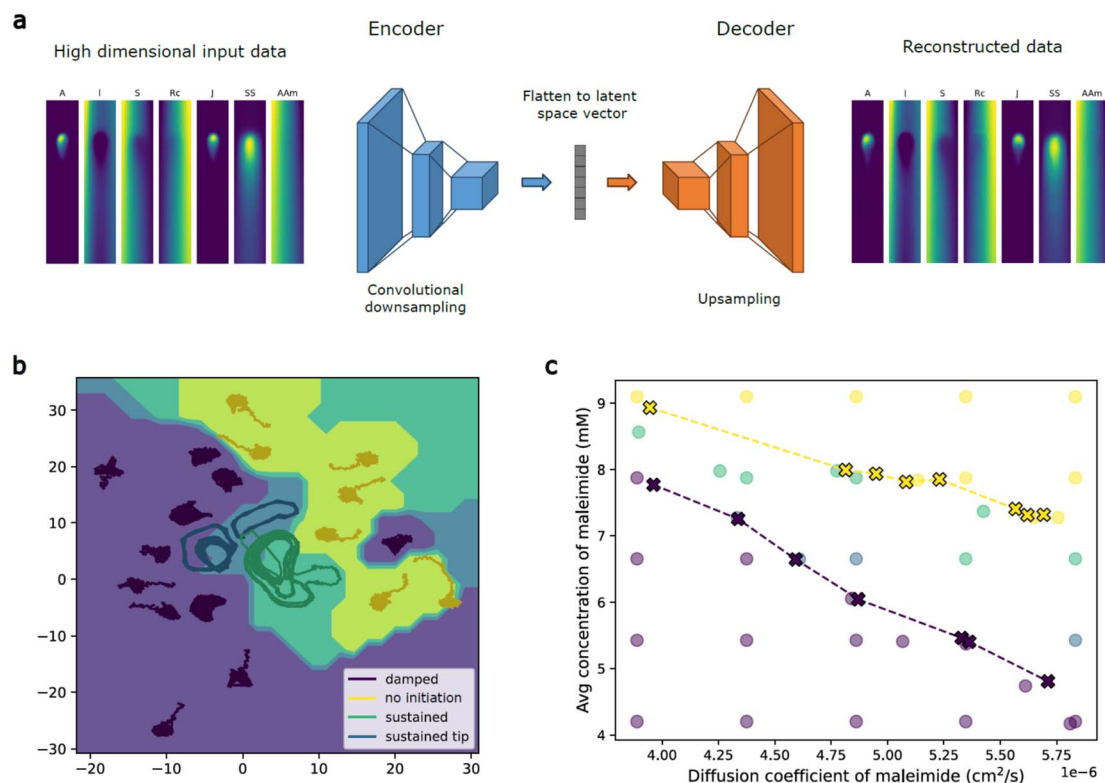 a
Encoder
Decoder
High dimensional input data
Reconstructed data
A I S Rc J SS AAm
Flatten to latent
space vector
A I S Rc J SS AAm
Convolutional
downsampling
Upsampling
b
30
20
10
0
−10
−20
−30
−20 −10 0 10 20 30
damped
no initiation
sustained
sustained tip
c
Avg concentration of maleimide (mM)
9
8
7
6
5
4
4.00 4.25 4.50 4.75 5.00 5.25 5.50 5.75
1e−6
Diffusion coefficient of maleimide (cm²/s)